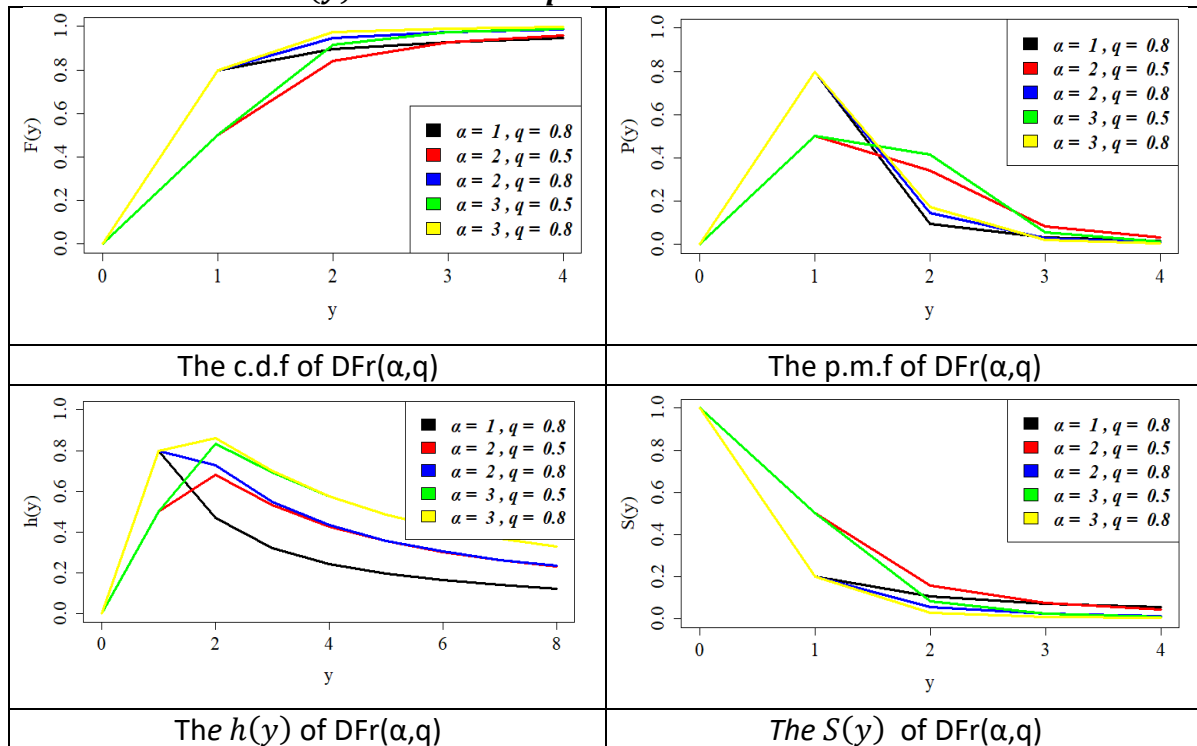 (y)
F(y)
0.0 0.2 0.4 0.6 0.8 1.0
α = 1 , q = 0.8
α = 2 , q = 0.5
α = 2 , q = 0.8
α = 3 , q = 0.5
α = 3 , q = 0.8
0 1 2 3 4
y
P(y)
0.0 0.2 0.4 0.6 0.8 1.0
α = 1 , q = 0.8
α = 2 , q = 0.5
α = 2 , q = 0.8
α = 3 , q = 0.5
α = 3 , q = 0.8
0 1 2 3 4
y
The c.d.f of DFr(α,q)
The p.m.f of DFr(α,q)
h(y)
0.0 0.2 0.4 0.6 0.8 1.0
α = 1 , q = 0.8
α = 2 , q = 0.5
α = 2 , q = 0.8
α = 3 , q = 0.5
α = 3 , q = 0.8
0 2 4 6 8
y
S(y)
0.0 0.2 0.4 0.6 0.8 1.0
α = 1 , q = 0.8
α = 2 , q = 0.5
α = 2 , q = 0.8
α = 3 , q = 0.5
α = 3 , q = 0.8
0 1 2 3 4
y
The h(y) of DFr(α,q)
The S(y) of DFr(α,q)